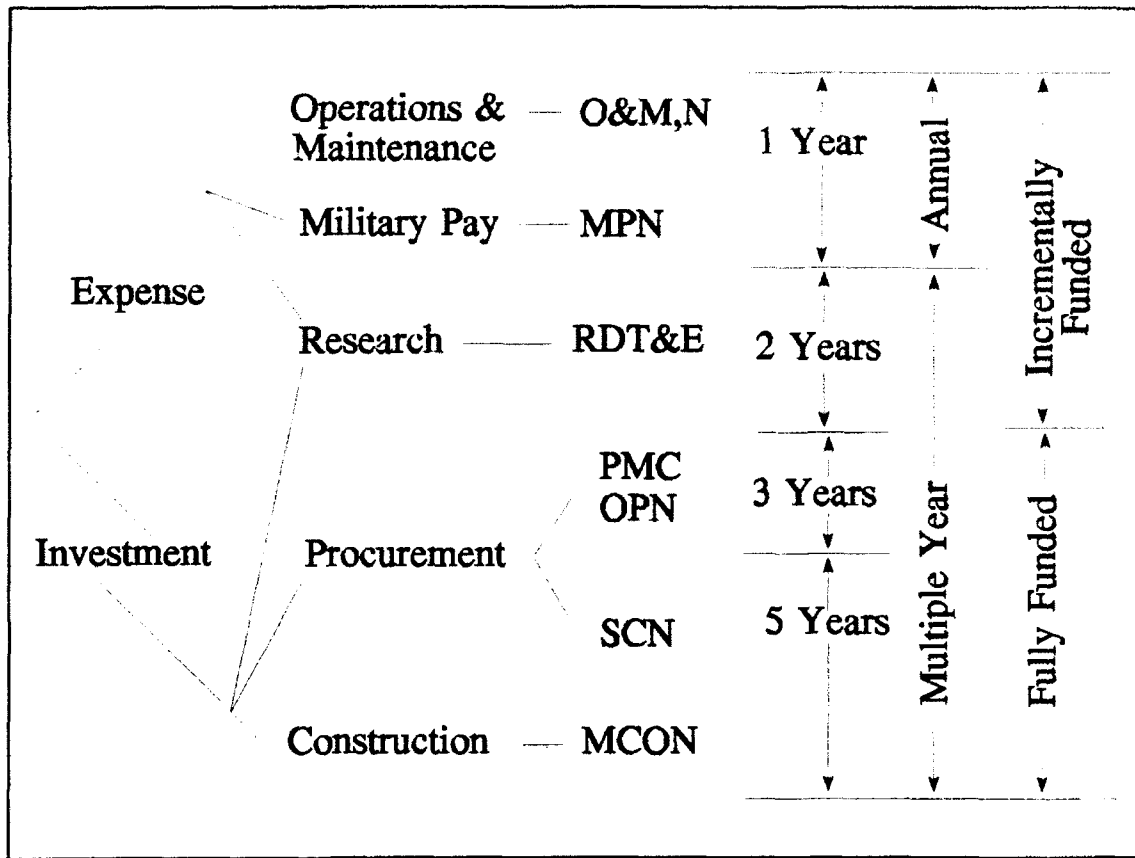 Operations &
Maintenance
O&M,N
1 Year
Annual
Incrementally
Funded
Military Pay
MPN
Expense
Research
RDT&E
2 Years
PMC
OPN
3 Years
Multiple Year
Fully Funded
Investment
Procurement
SCN
5 Years
Construction
MCON